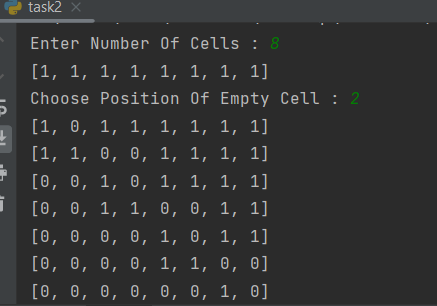 task2
Enter Number Of Cells : 8
[1, 1, 1, 1, 1, 1, 1, 1]
Choose Position Of Empty Cell : 2
[1, 0, 1, 1, 1, 1, 1, 1]
[1, 1, 0, 0, 1, 1, 1, 1]
[0, 0, 1, 0, 1, 1, 1, 1]
[0, 0, 1, 1, 0, 0, 1, 1]
[0, 0, 0, 0, 1, 0, 1, 1]
[0, 0, 0, 0, 1, 1, 0, 0]
[0, 0, 0, 0, 0, 0, 1, 0]